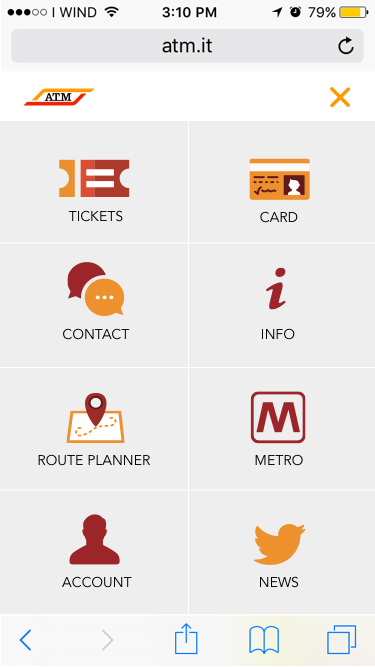 I WIND 3:10 PM 79%
atm.it
ATM
TICKETS CARD
CONTACT INFO
ROUTE PLANNER METRO
ACCOUNT NEWS